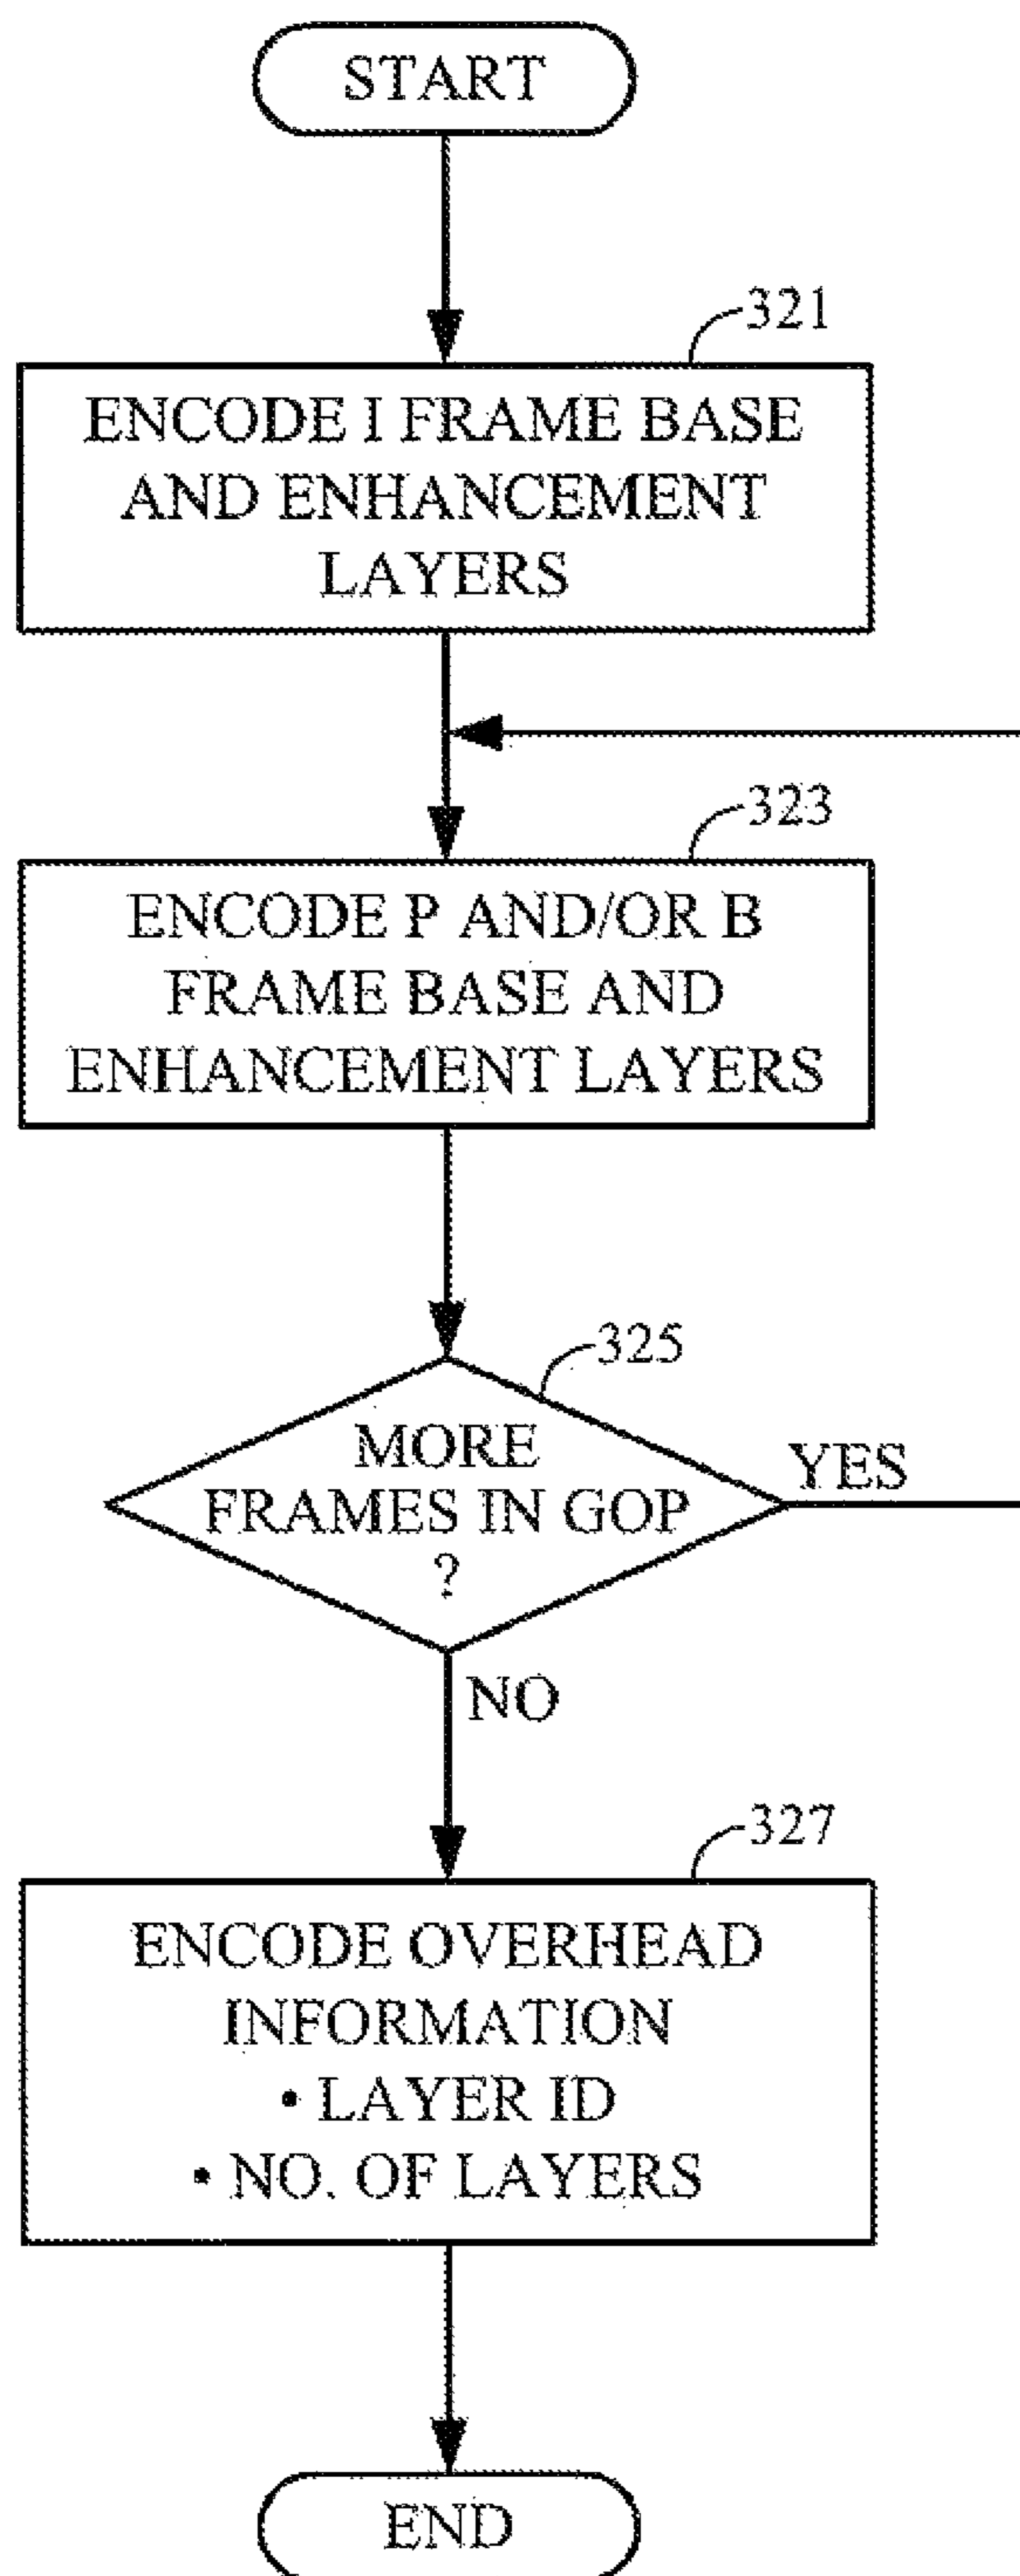 START
321
ENCODE I FRAME BASE
AND ENHANCEMENT
LAYERS
323
ENCODE P AND/OR B
FRAME BASE AND
ENHANCEMENT LAYERS
325
MORE
FRAMES IN GOP
?
YES
NO
327
ENCODE OVERHEAD
INFORMATION
• LAYER ID
• NO. OF LAYERS
END